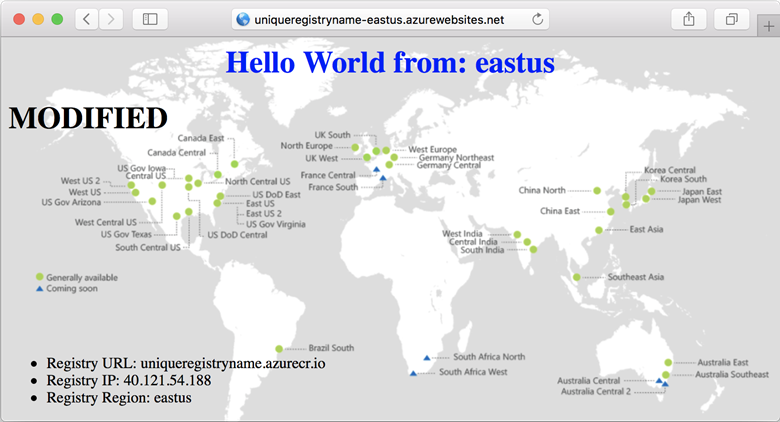 uniqueregistryname-eastus.azurewebsites.net
Hello World from: eastus
MODIFIED
Canada East
Canada Central
US Gov Iowa
Central US
West US 2
West US
US Gov Arizona
West Central US
US Gov Texas
South Central US
North Central US
US DoD East
East US
East US 2
US Gov Virginia
US DoD Central
UK South
North Europe
UK West
France Central
France South
West Europe
Germany Northeast
Germany Central
Korea Central
Korea South
China North
Japan East
Japan West
China East
East Asia
West India
Central India
South India
Southeast Asia
Generally available
Coming soon
Brazil South
South Africa North
South Africa West
Australia East
Australia Southeast
Australia Central
Australia Central 2
• Registry URL: uniqueregistryname.azurecr.io
• Registry IP: 40.121.54.188
• Registry Region: eastus